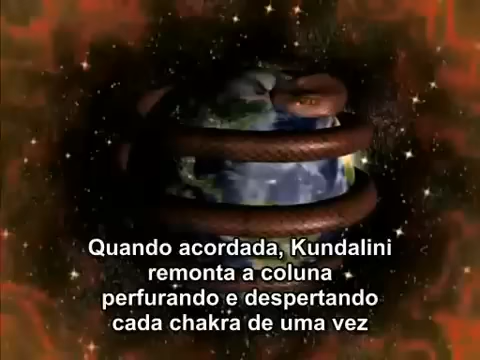 Quando acordada, Kundalini
remonta a coluna
perfurando e despertando
cada chakra de uma vez